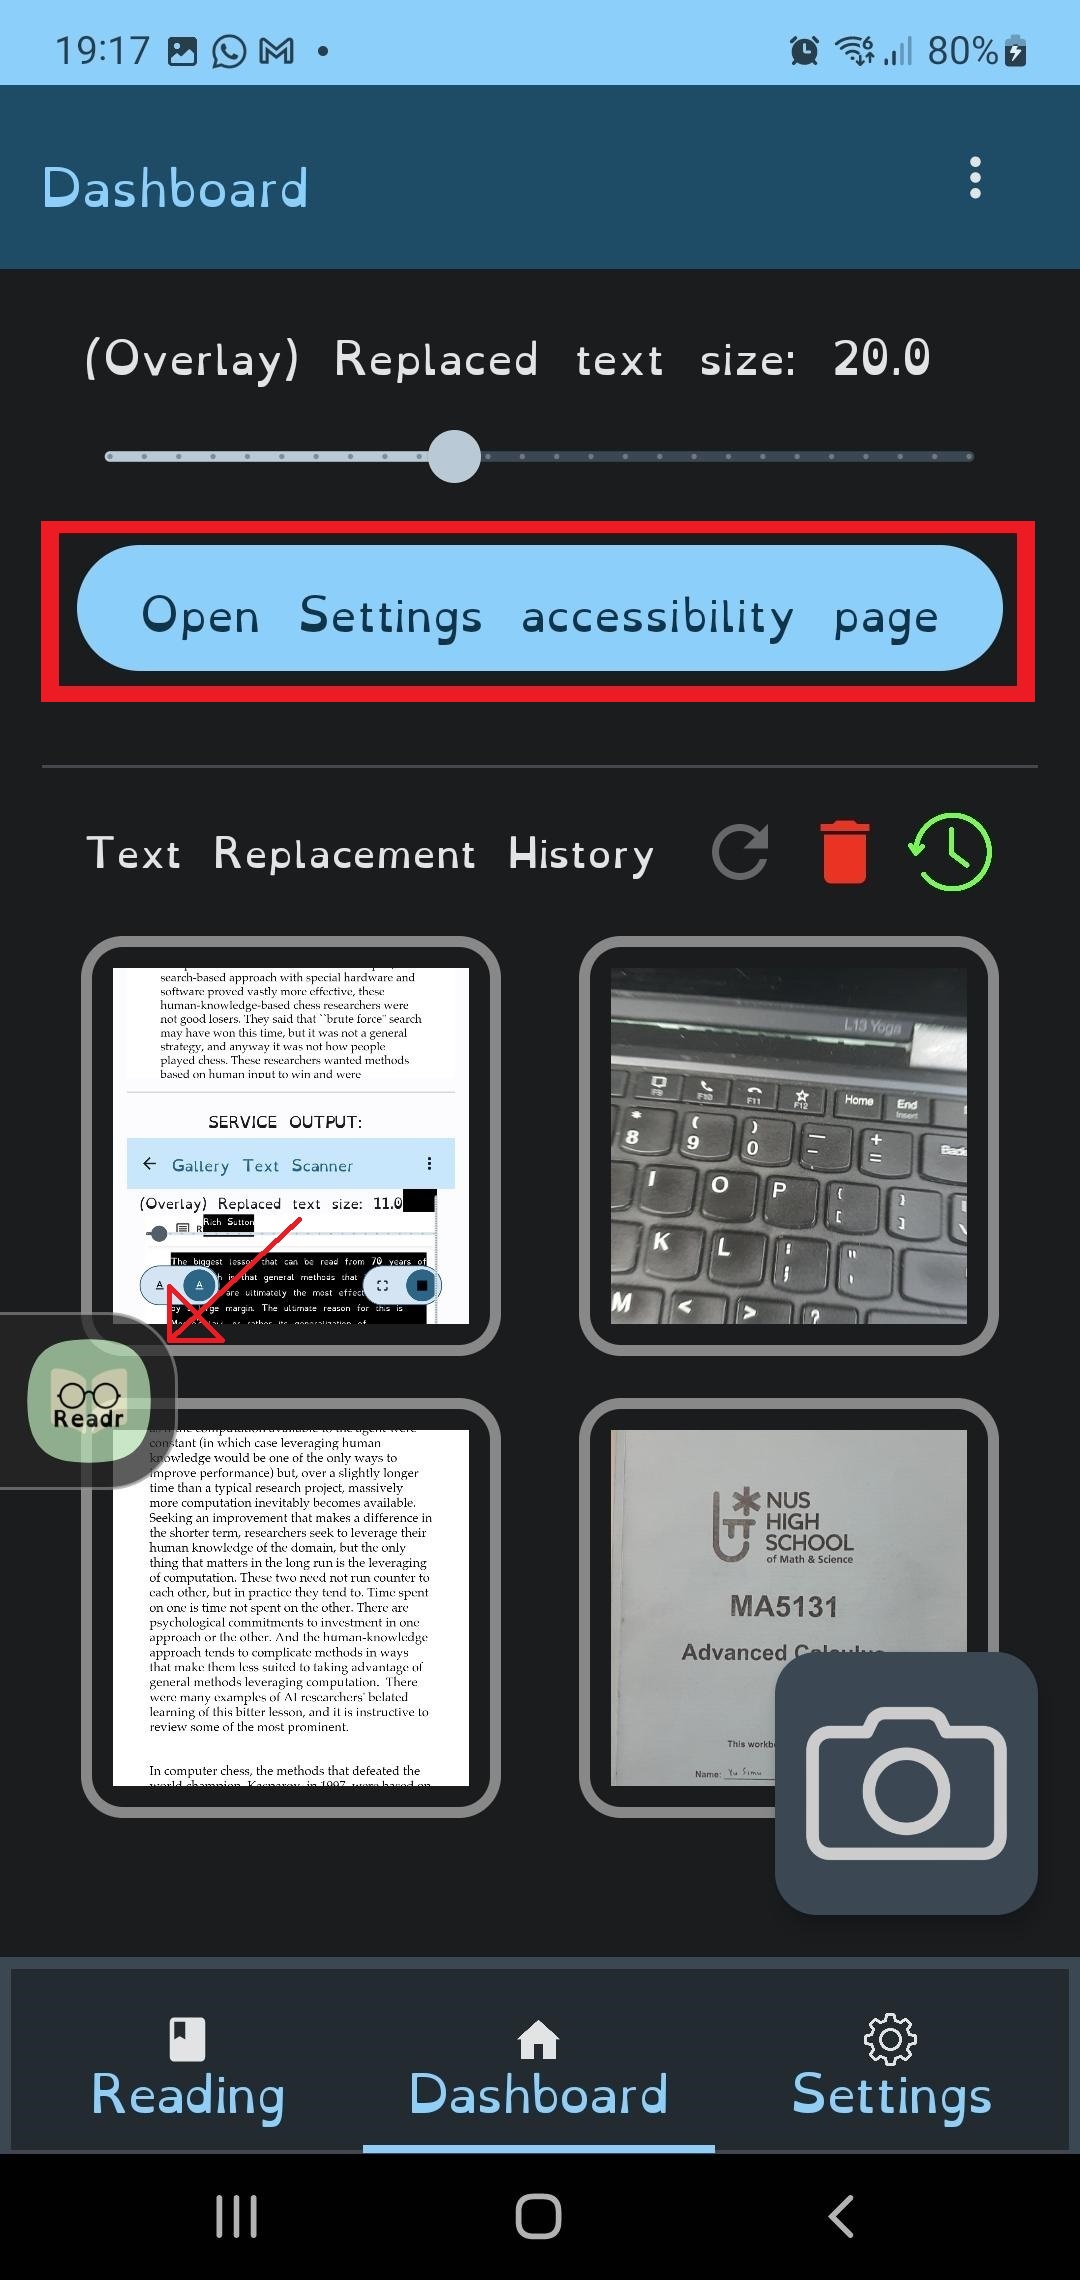 19:17
80%
Dashboard
(Overlay) Replaced text size: 20.0
Open Settings accessibility page
Text Replacement History
search-based approach with special hardware and
software proved vastly more effective, these
human-knowledge-based chess researchers were
not good losers. They said that ``brute force" search
may have won this time, but it was not a general
strategy, and anyway it was not how people
played chess. These researchers wanted methods
based on human input to win and were
SERVICE OUTPUT:
Gallery Text Scanner
(Overlay) Replaced text size: 11.0
Rich Sutton
The biggest lesson that can be read from 70 years of
that general methods that
are ultimately the most
margin. The ultimate reason for this is
L13 Yoga
F9 F10 F11 F12 Home End
Insert
* ( ) — +
8 9 0 - =
I O P { }
[ ]
K L : "
; '
M < > ?
Readr
constant (in which case leveraging human
knowledge would be one of the only ways to
improve performance) but, over a slightly longer
time than a typical research project, massively
more computation inevitably becomes available.
Seeking an improvement that makes a difference in
the shorter term, researchers seek to leverage their
human knowledge of the domain, but the only
thing that matters in the long run is the leveraging
of computation. These two need not run counter to
each other, but in practice they tend to. Time spent
on one is time not spent on the other. There are
psychological commitments to investment in one
approach or the other. And the human-knowledge
approach tends to complicate methods in ways
that make them less suited to taking advantage of
general methods leveraging computation. There
were many examples of AI researchers' belated
learning of this bitter lesson, and it is instructive to
review some of the most prominent.
In computer chess, the methods that defeated the
world champion, Kasparov, in 1997, were based on
NUS
HIGH
SCHOOL
of Math & Science
MA5131
Advanced Calculus
This
Name: Yu Simu
Reading
Dashboard
Settings